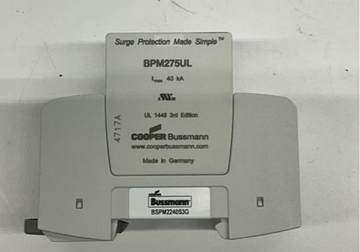 Surge Protection Made Simple™
BPM275UL
Imax 40 kA
UL 1449 3rd Edition
4717A
COOPER Bussmann
www.cooperbussmann.com
Made in Germany
Bussmann
BSPM2240S3G